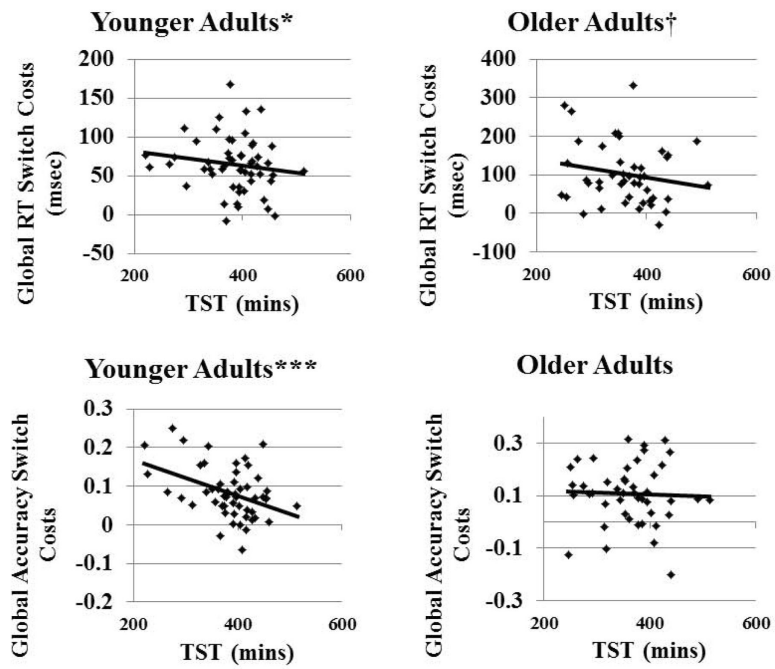 Younger Adults*
Global RT Switch Costs
(msec)
200
150
100
50
0
-50
200
400
600
TST (mins)
Older Adults†
Global RT Switch Costs
(msec)
400
300
200
100
0
-100
200
400
600
TST (mins)
Younger Adults***
Global Accuracy Switch
Costs
0.3
0.2
0.1
0
-0.1
-0.2
200
400
600
TST (mins)
Older Adults
Global Accuracy Switch
Costs
0.3
0.1
-0.1
-0.3
200
400
600
TST (mins)